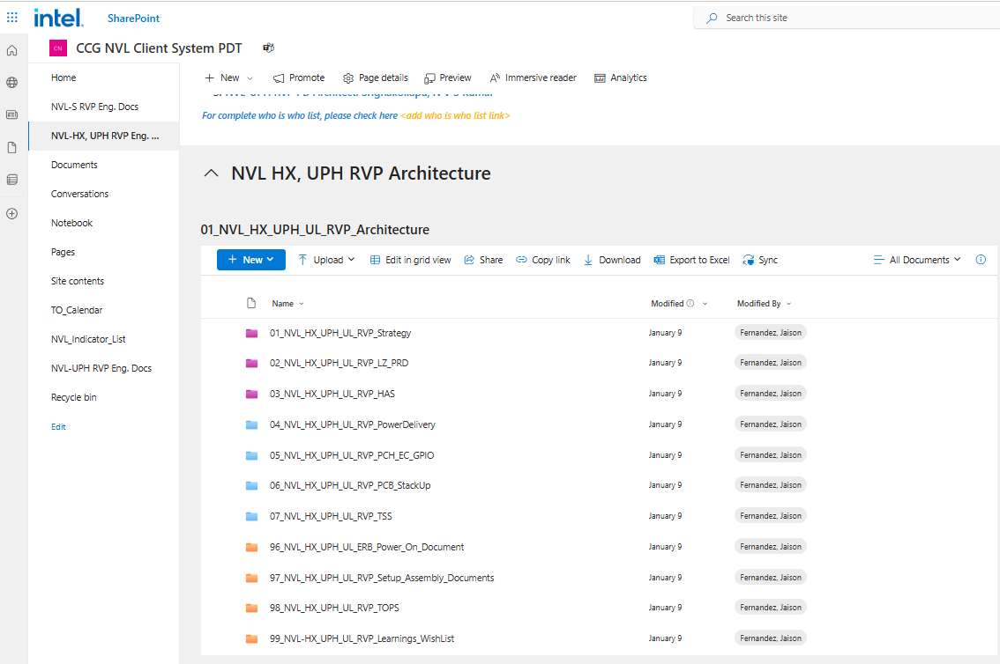 intel. SharePoint Search this site
CN CCG NVL Client System PDT
Home
NVL-S RVP Eng. Docs
NVL-HX, UPH RVP Eng. ...
Documents
Conversations
Notebook
Pages
Site contents
TO_Calendar
NVL_Indicator_List
NVL-UPH RVP Eng. Docs
Recycle bin
Edit
New Promote Page details Preview Immersive reader Analytics
For complete who is who list, please check here <add who is who list link>
NVL HX, UPH RVP Architecture
01_NVL_HX_UPH_UL_RVP_Architecture
New Upload Edit in grid view Share Copy link Download Export to Excel Sync All Documents
Name Modified Modified By
01_NVL_HX_UPH_UL_RVP_Strategy January 9 Fernandez, Jaison
02_NVL_HX_UPH_UL_RVP_LZ_PRD January 9 Fernandez, Jaison
03_NVL_HX_UPH_UL_RVP_HAS January 9 Fernandez, Jaison
04_NVL_HX_UPH_UL_RVP_PowerDelivery January 9 Fernandez, Jaison
05_NVL_HX_UPH_UL_RVP_PCH_EC_GPIO January 9 Fernandez, Jaison
06_NVL_HX_UPH_UL_RVP_PCB_StackUp January 9 Fernandez, Jaison
07_NVL_HX_UPH_UL_RVP_TSS January 9 Fernandez, Jaison
96_NVL_HX_UPH_UL_ERB_Power_On_Document January 9 Fernandez, Jaison
97_NVL_HX_UPH_UL_RVP_Setup_Assembly_Documents January 9 Fernandez, Jaison
98_NVL_HX_UPH_UL_RVP_TOPS January 9 Fernandez, Jaison
99_NVL-HX_UPH_UL_RVP_Learnings_WishList January 9 Fernandez, Jaison